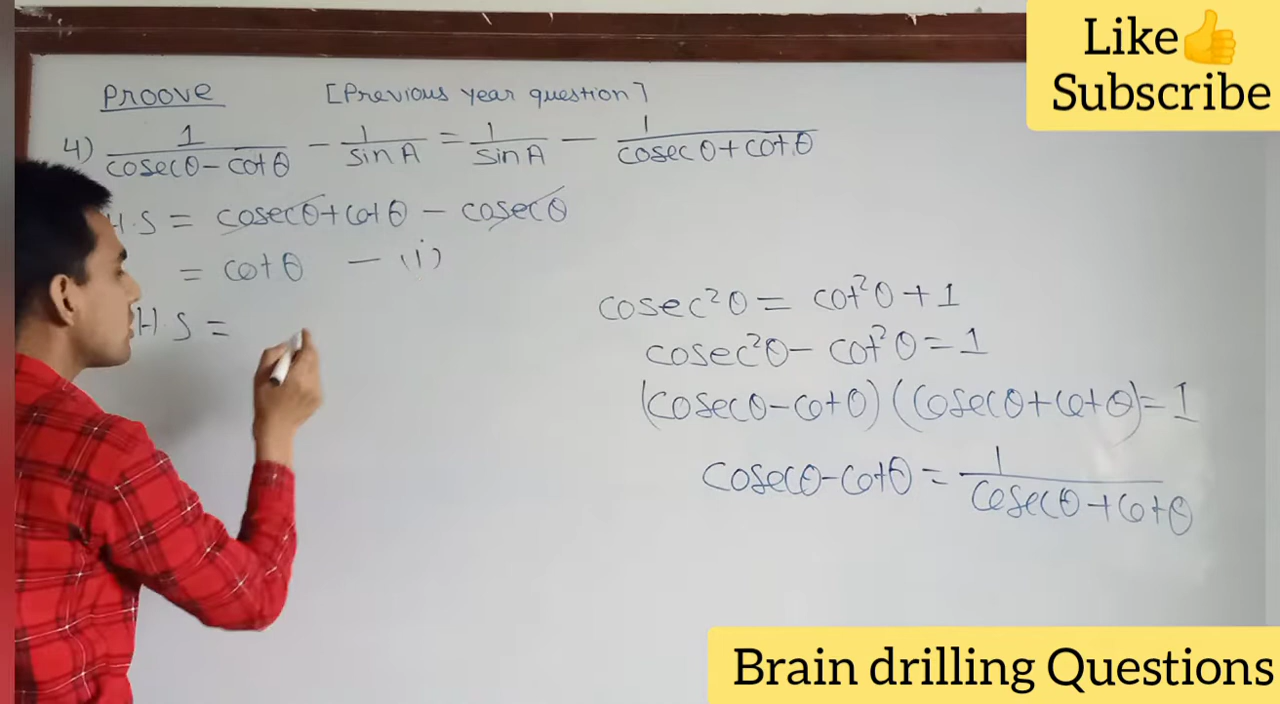 Like👍
Subscribe
PROOVE [Previous year question]
4) 1/(cosecθ - cotθ) - 1/(sin A) = 1/(sin A) - 1/(cosecθ + cotθ)
H.S = cosecθ + cotθ - cosecθ
= cotθ - (i)
H.S =
cosec²θ = cot²θ + 1
cosec²θ - cot²θ = 1
(cosecθ - cotθ) (cosecθ + cotθ) = 1
cosecθ - cotθ = 1/(cosecθ + cotθ)
Brain drilling Questions